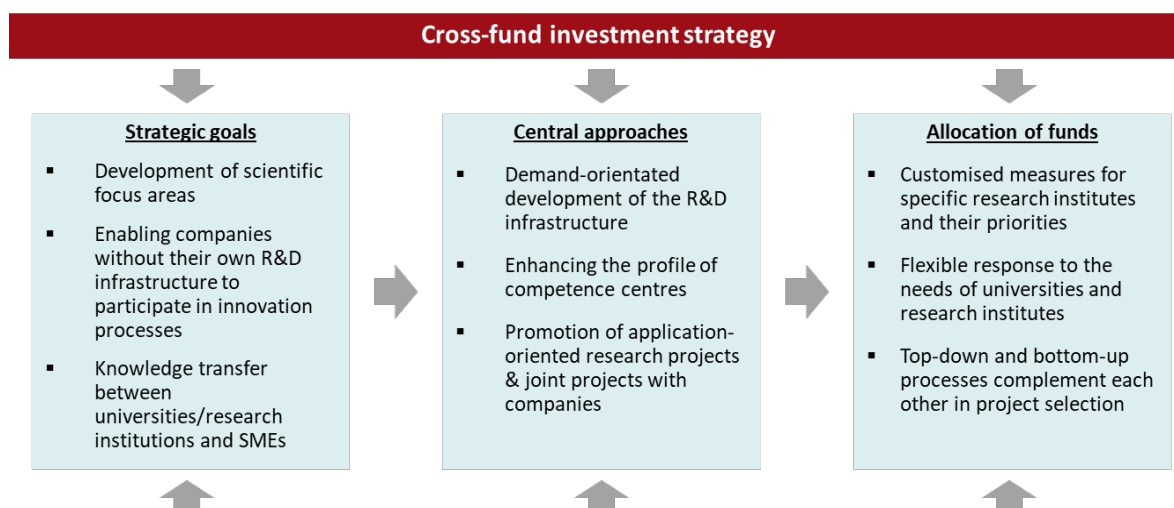 Cross-fund investment strategy
Strategic goals
▪ Development of scientific
focus areas
▪ Enabling companies
without their own R&D
infrastructure to
participate in innovation
processes
▪ Knowledge transfer
between
universities/research
institutions and SMEs
Central approaches
▪ Demand-orientated
development of the R&D
infrastructure
▪ Enhancing the profile of
competence centres
▪ Promotion of application-
oriented research projects
& joint projects with
companies
Allocation of funds
▪ Customised measures for
specific research institutes
and their priorities
▪ Flexible response to the
needs of universities and
research institutes
▪ Top-down and bottom-up
processes complement each
other in project selection